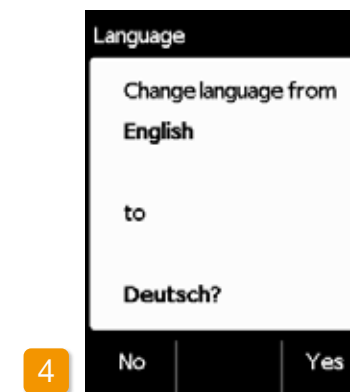 Language
Change language from
English
to
Deutsch?
4
No
Yes